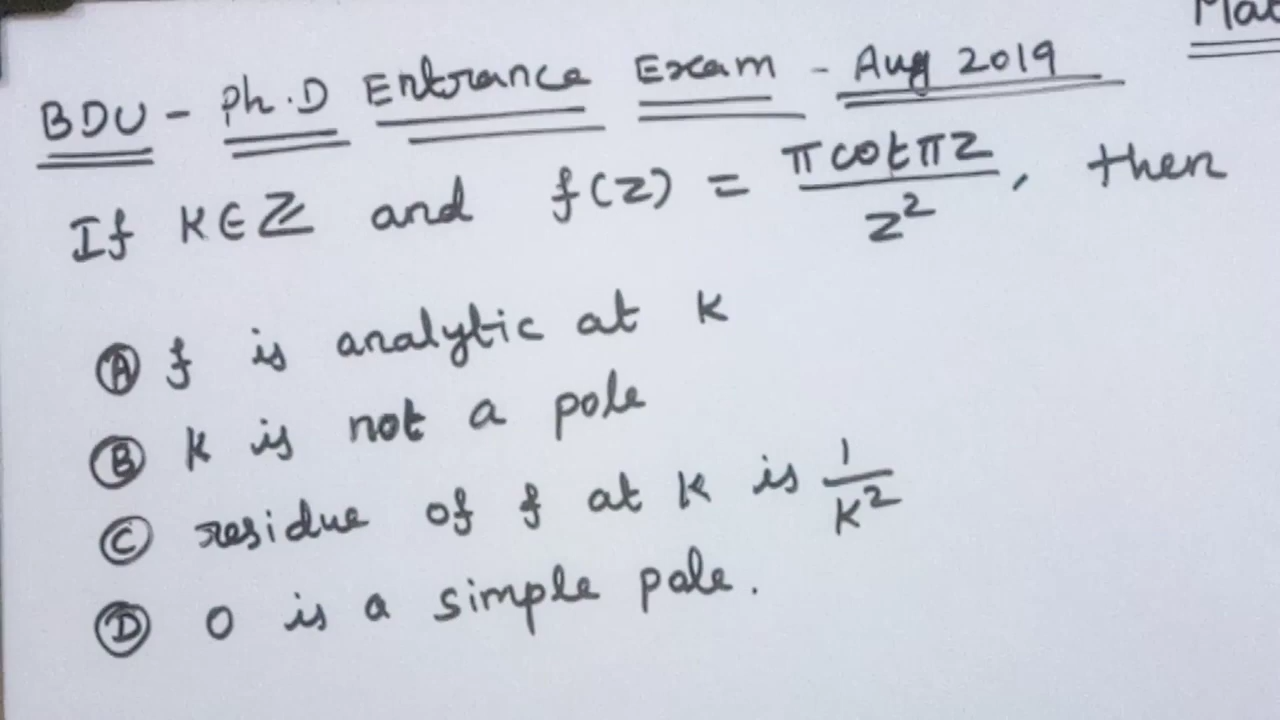 BDU - Ph.D Entrance Exam - Aug 2019
If K∈ℤ and f(z) = π cot πz / z², then
Ⓐ f is analytic at K
Ⓑ K is not a pole
Ⓒ residue of f at K is 1/K²
Ⓓ 0 is a simple pole.